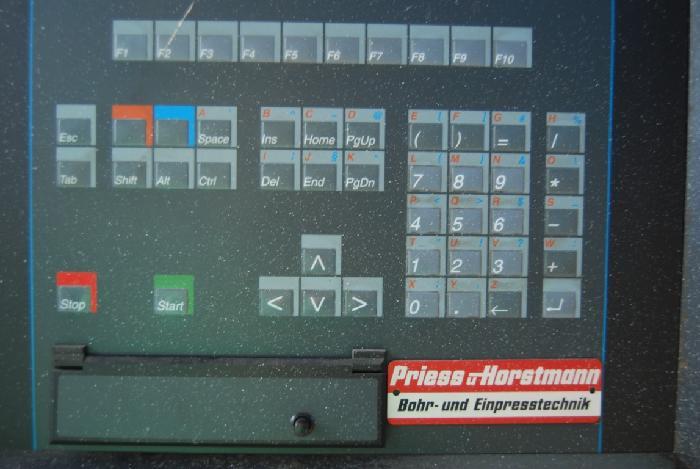 F1 F2 F3 F4 F5 F6 F7 F8 F9 F10
Esc A Space B Ins C Home D @ PgUp E [ ( F ] ) G # = H % /
Tab Shift Alt Ctrl I Del J § End K PgDn L 7 M 8 N & 9 O *
P < 4 Q > 5 R $ 6 S −
T 1 U ! 2 V ? 3 W +
< ^ v >
Stop Start X 0 Y . Z ←
Priess u Horstmann
Bohr- und Einpresstechnik